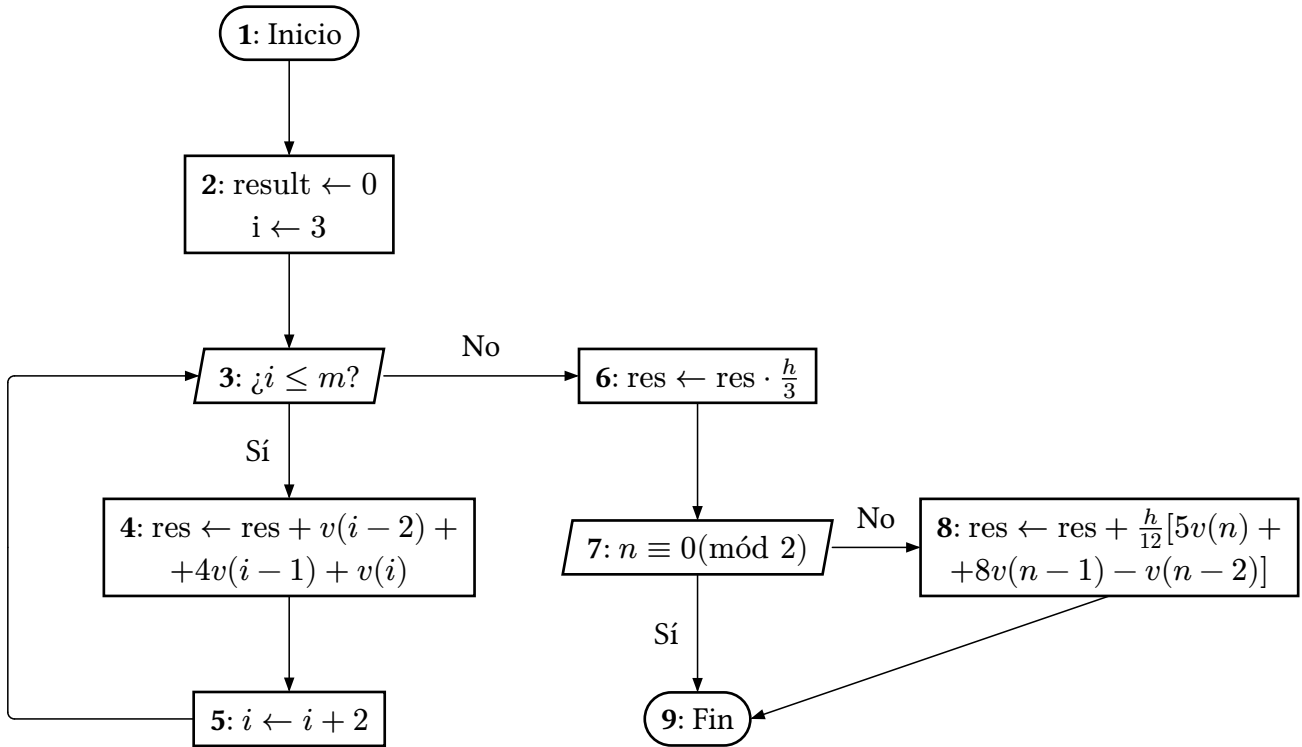 1: Inicio
2: result ← 0
i ← 3
3: ¿i ≤ m?
No
6: res ← res · h/3
Sí
4: res ← res + v(i − 2) +
+4v(i − 1) + v(i)
7: n ≡ 0(mód 2)
No
8: res ← res + h/12[5v(n) +
+8v(n − 1) − v(n − 2)]
Sí
5: i ← i + 2
9: Fin